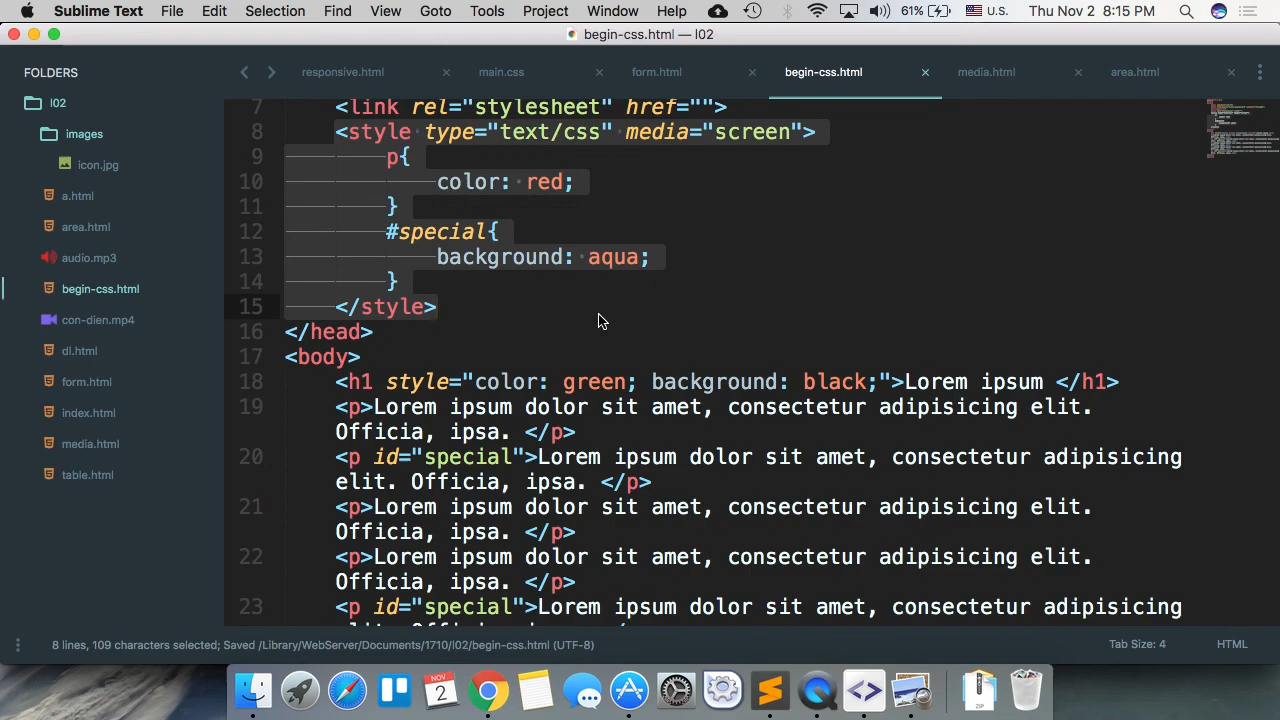 Sublime Text File Edit Selection Find View Goto Tools Project Window Help 61% U.S. Thu Nov 2 8:15 PM
begin-css.html — l02
FOLDERS
l02
images
icon.jpg
a.html
area.html
audio.mp3
begin-css.html
con-dien.mp4
dl.html
form.html
index.html
media.html
table.html
responsive.html × main.css × form.html × begin-css.html × media.html × area.html ×
7 <link rel="stylesheet" href="">
8 <style type="text/css" media="screen">
9 p{
10 color: red;
11 }
12 #special{
13 background: aqua;
14 }
15 </style>
16 </head>
17 <body>
18 <h1 style="color: green; background: black;">Lorem ipsum </h1>
19 <p>Lorem ipsum dolor sit amet, consectetur adipisicing elit.
Officia, ipsa. </p>
20 <p id="special">Lorem ipsum dolor sit amet, consectetur adipisicing
elit. Officia, ipsa. </p>
21 <p>Lorem ipsum dolor sit amet, consectetur adipisicing elit.
Officia, ipsa. </p>
22 <p>Lorem ipsum dolor sit amet, consectetur adipisicing elit.
Officia, ipsa. </p>
23 <p id="special">Lorem ipsum dolor sit amet, consectetur adipisicing
8 lines, 109 characters selected; Saved /Library/WebServer/Documents/1710/l02/begin-css.html (UTF-8) Tab Size: 4 HTML
NOV
2
ZIP